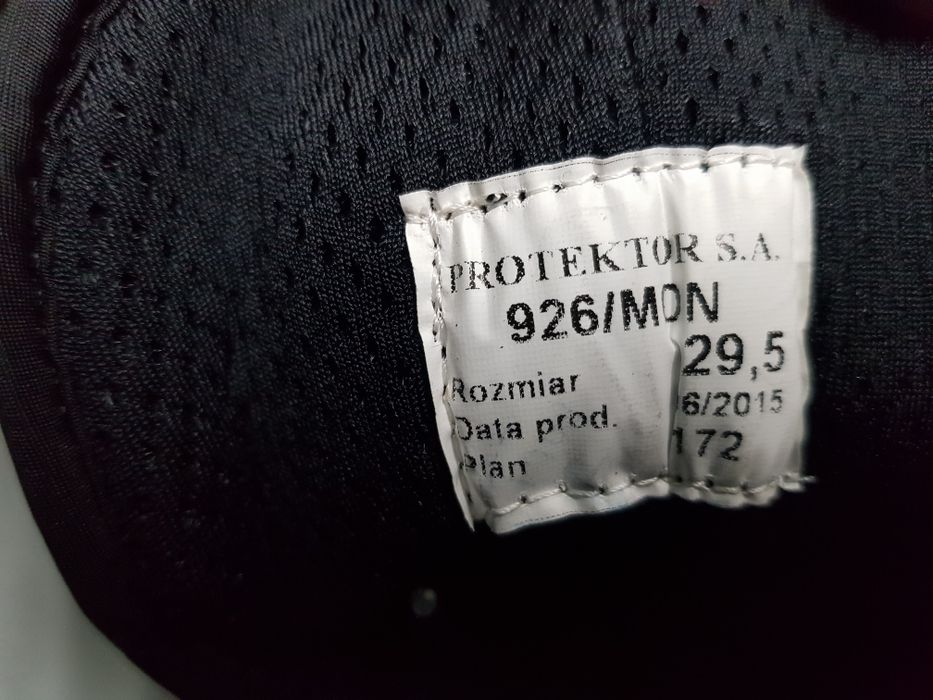 PROTEKTOR S.A.
926/MON
Rozmiar 29,5
Data prod. 6/2015
Plan 172